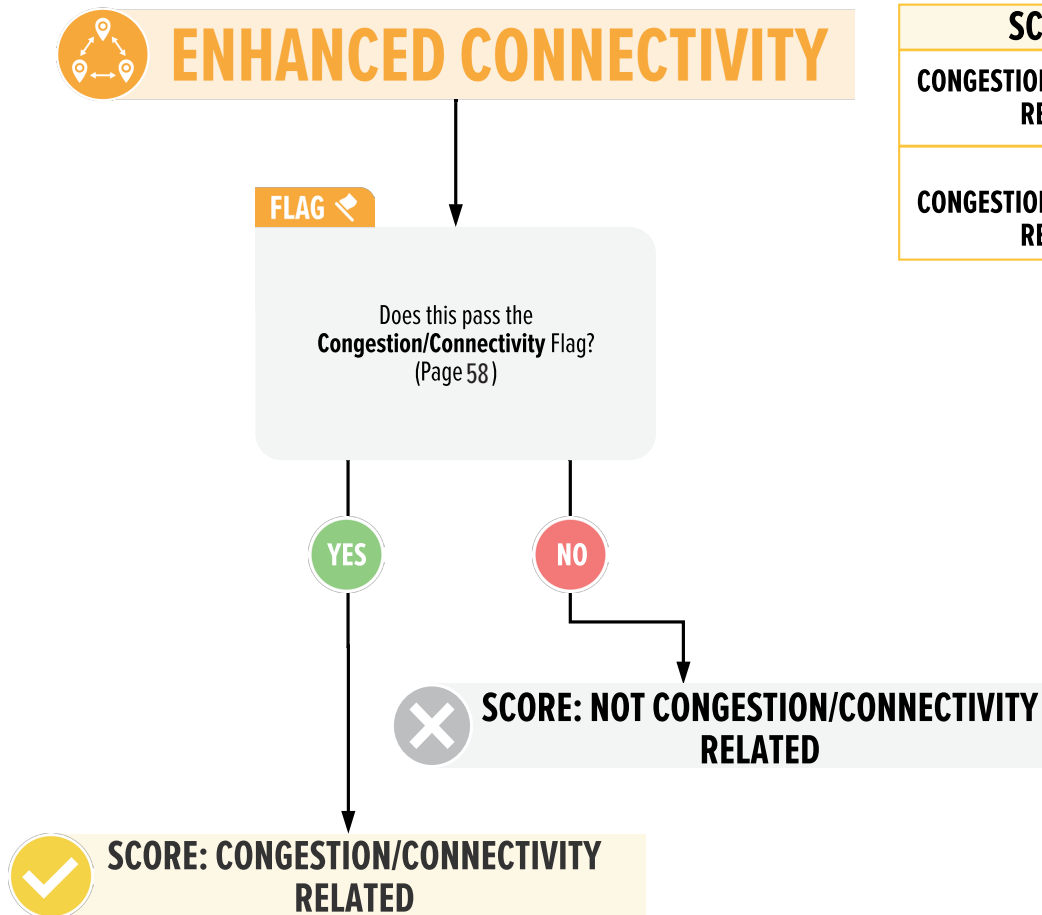 ENHANCED CONNECTIVITY
FLAG
Does this pass the
Congestion/Connectivity Flag?
(Page 58)
YES
NO
SCORE: NOT CONGESTION/CONNECTIVITY
RELATED
SCORE: CONGESTION/CONNECTIVITY
RELATED